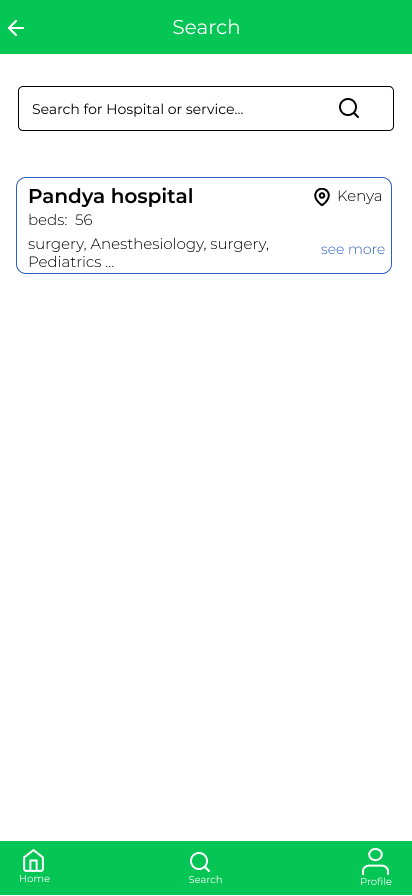 Search
Search for Hospital or service...
Pandya hospital
Kenya
beds: 56
surgery, Anesthesiology, surgery,
Pediatrics ...
see more
Home
Search
Profile